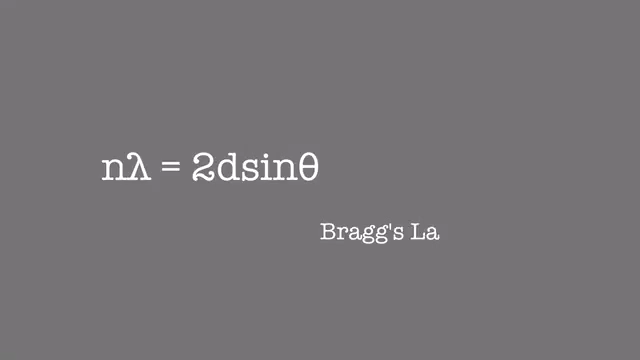 nλ = 2dsinθ
Bragg's La